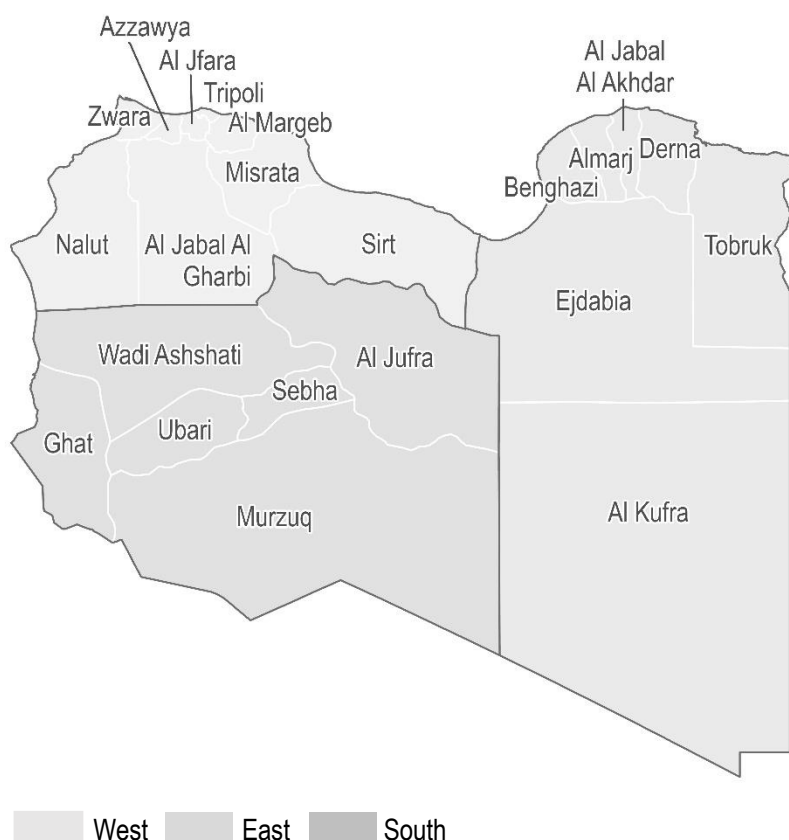 Azzawya
Al Jfara
Tripoli
Zwara
Al Margeb
Misrata
Nalut
Al Jabal Al
Gharbi
Sirt
Al Jabal
Al Akhdar
Almarj
Derna
Benghazi
Tobruk
Ejdabia
Wadi Ashshati
Al Jufra
Sebha
Ubari
Ghat
Murzuq
Al Kufra
West East South